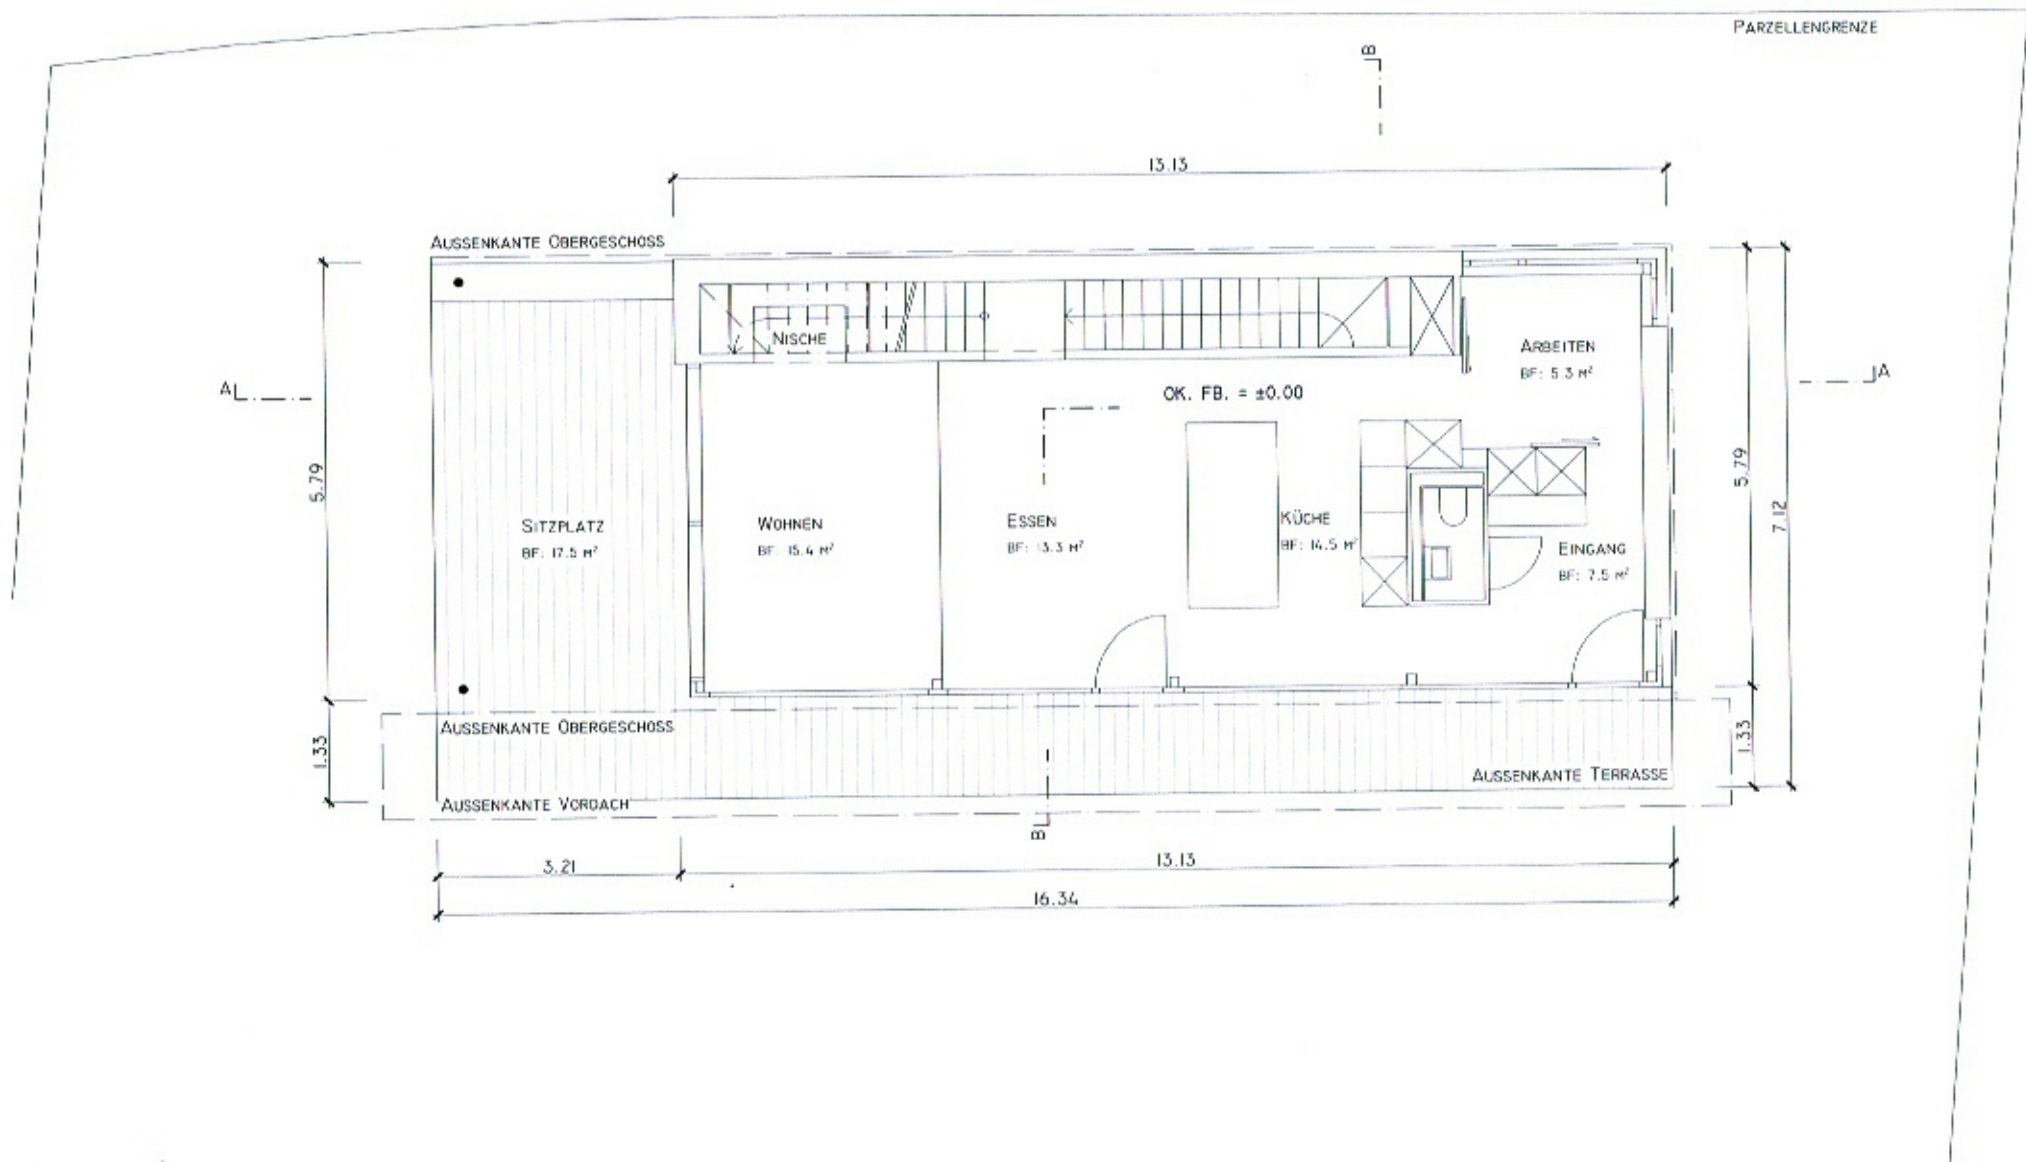 PARZELLENGRENZE
B
13.13
AUSSENKANTE OBERGESCHOSS
NISCHE
ARBEITEN
BF: 5.3 M²
A
A
OK. FB. = ±0.00
5.79
5.79
7.12
SITZPLATZ
BF: 17.5 M²
WOHNEN
BF: 15.4 M²
ESSEN
BF: 13.3 M²
KÜCHE
BF: 14.5 M²
EINGANG
BF: 7.5 M²
AUSSENKANTE OBERGESCHOSS
1.33
1.33
AUSSENKANTE TERRASSE
AUSSENKANTE VORDACH
B
3.21
13.13
16.34